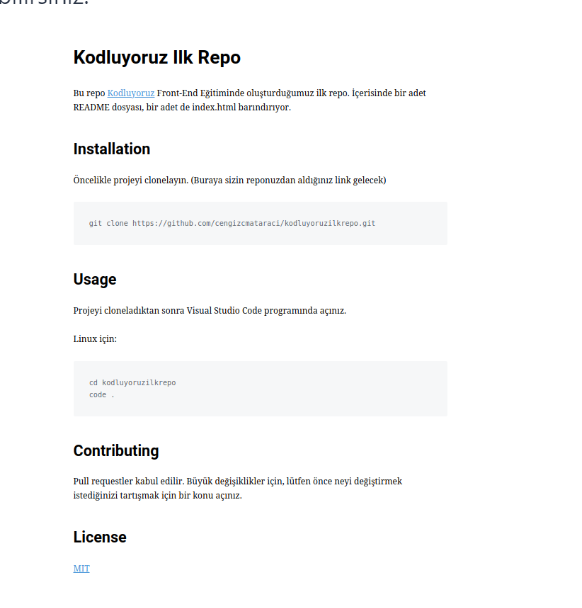 Kodluyoruz Ilk Repo
Bu repo Kodluyoruz Front-End Eğitiminde oluşturduğumuz ilk repo. İçerisinde bir adet
README dosyası, bir adet de index.html barındırıyor.
Installation
Öncelikle projeyi clonelayın. (Buraya sizin reponuzdan aldığınız link gelecek)
git clone https://github.com/cengizcmataraci/kodluyoruzilkrepo.git
Usage
Projeyi cloneladıktan sonra Visual Studio Code programında açınız.
Linux için:
cd kodluyoruzilkrepo
code .
Contributing
Pull requestler kabul edilir. Büyük değişiklikler için, lütfen önce neyi değiştirmek
istediğinizi tartışmak için bir konu açınız.
License
MIT